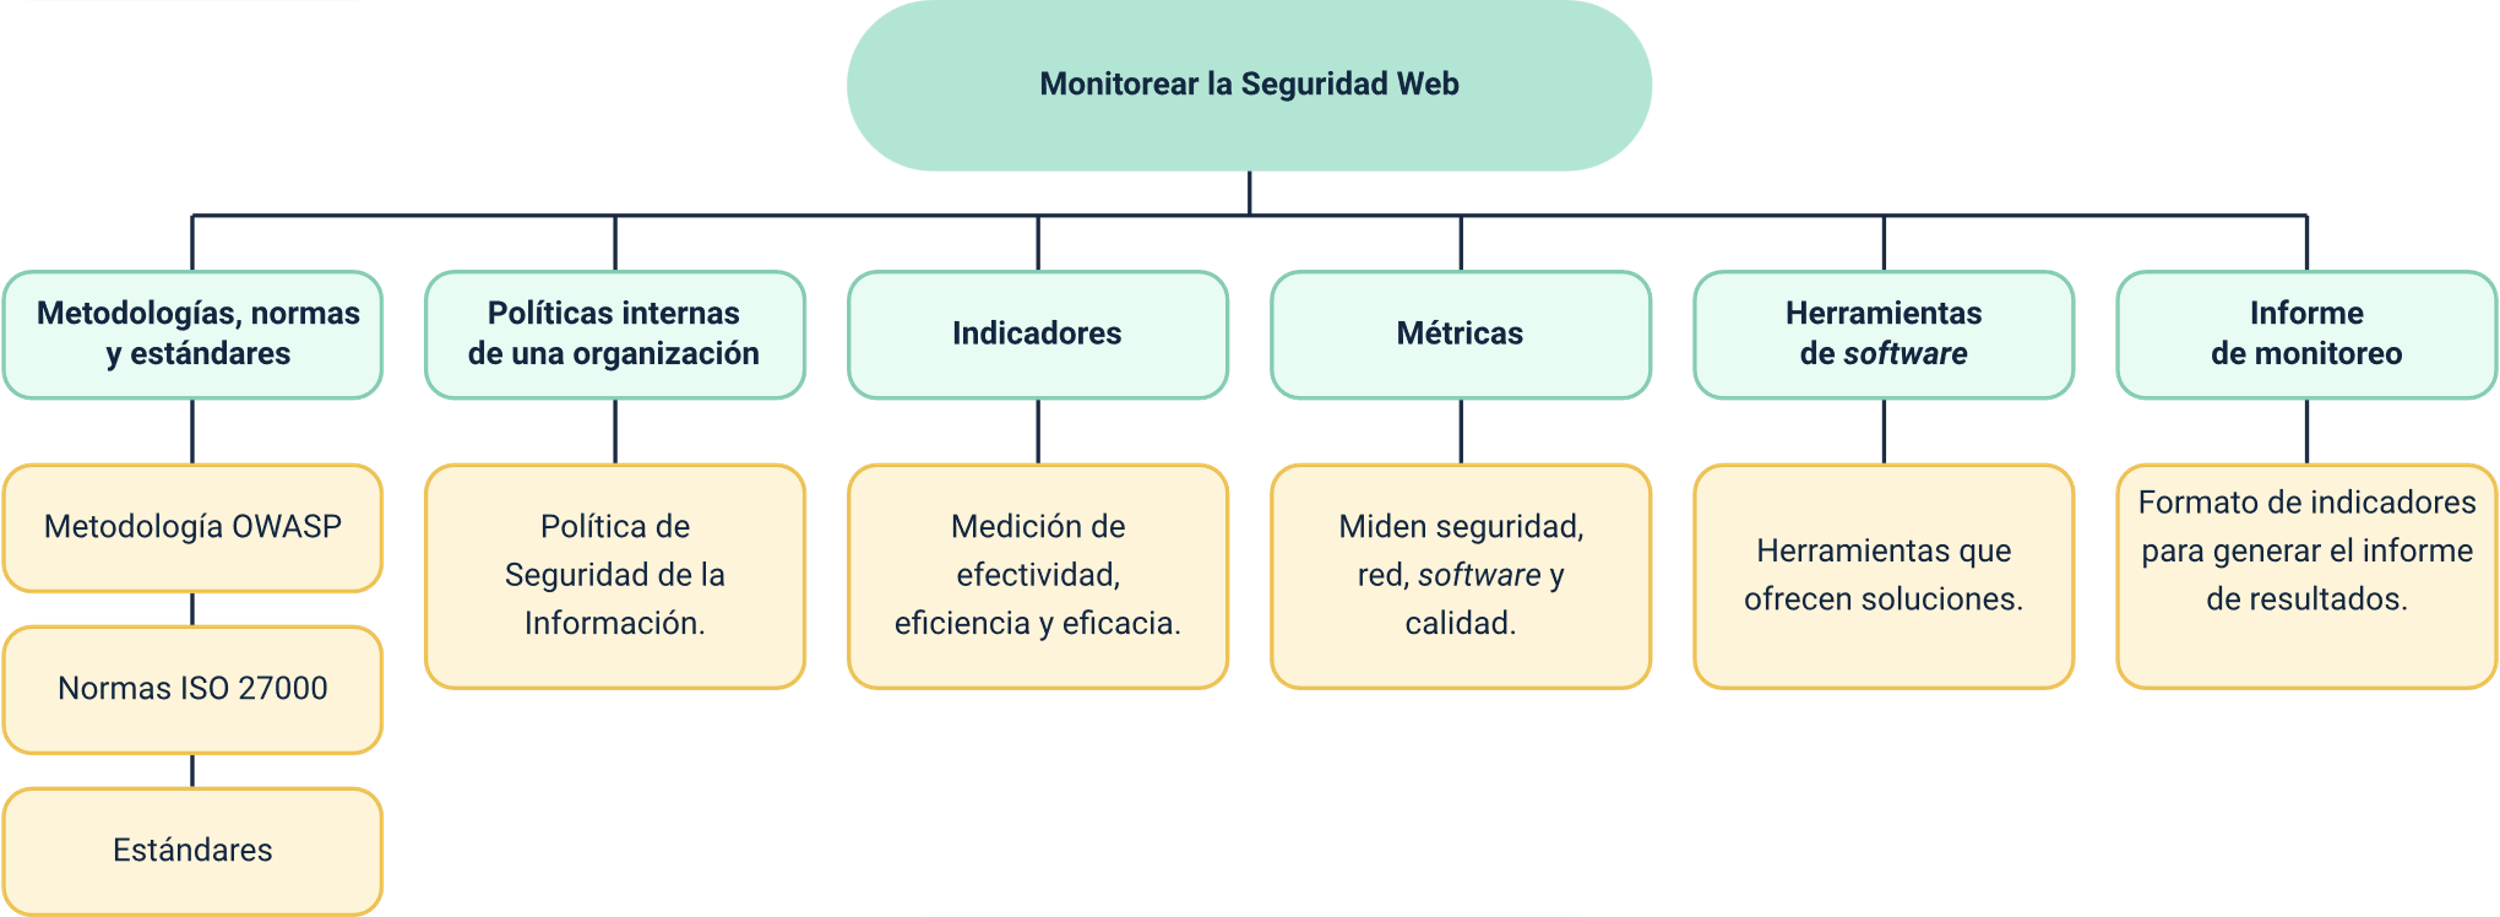 Monitorear la Seguridad Web
Metodologías, normas
y estándares
Políticas internas
de una organización
Indicadores
Métricas
Herramientas
de software
Informe
de monitoreo
Metodología OWASP
Normas ISO 27000
Estándares
Política de
Seguridad de la
Información.
Medición de
efectividad,
eficiencia y eficacia.
Miden seguridad,
red, software y
calidad.
Herramientas que
ofrecen soluciones.
Formato de indicadores
para generar el informe
de resultados.